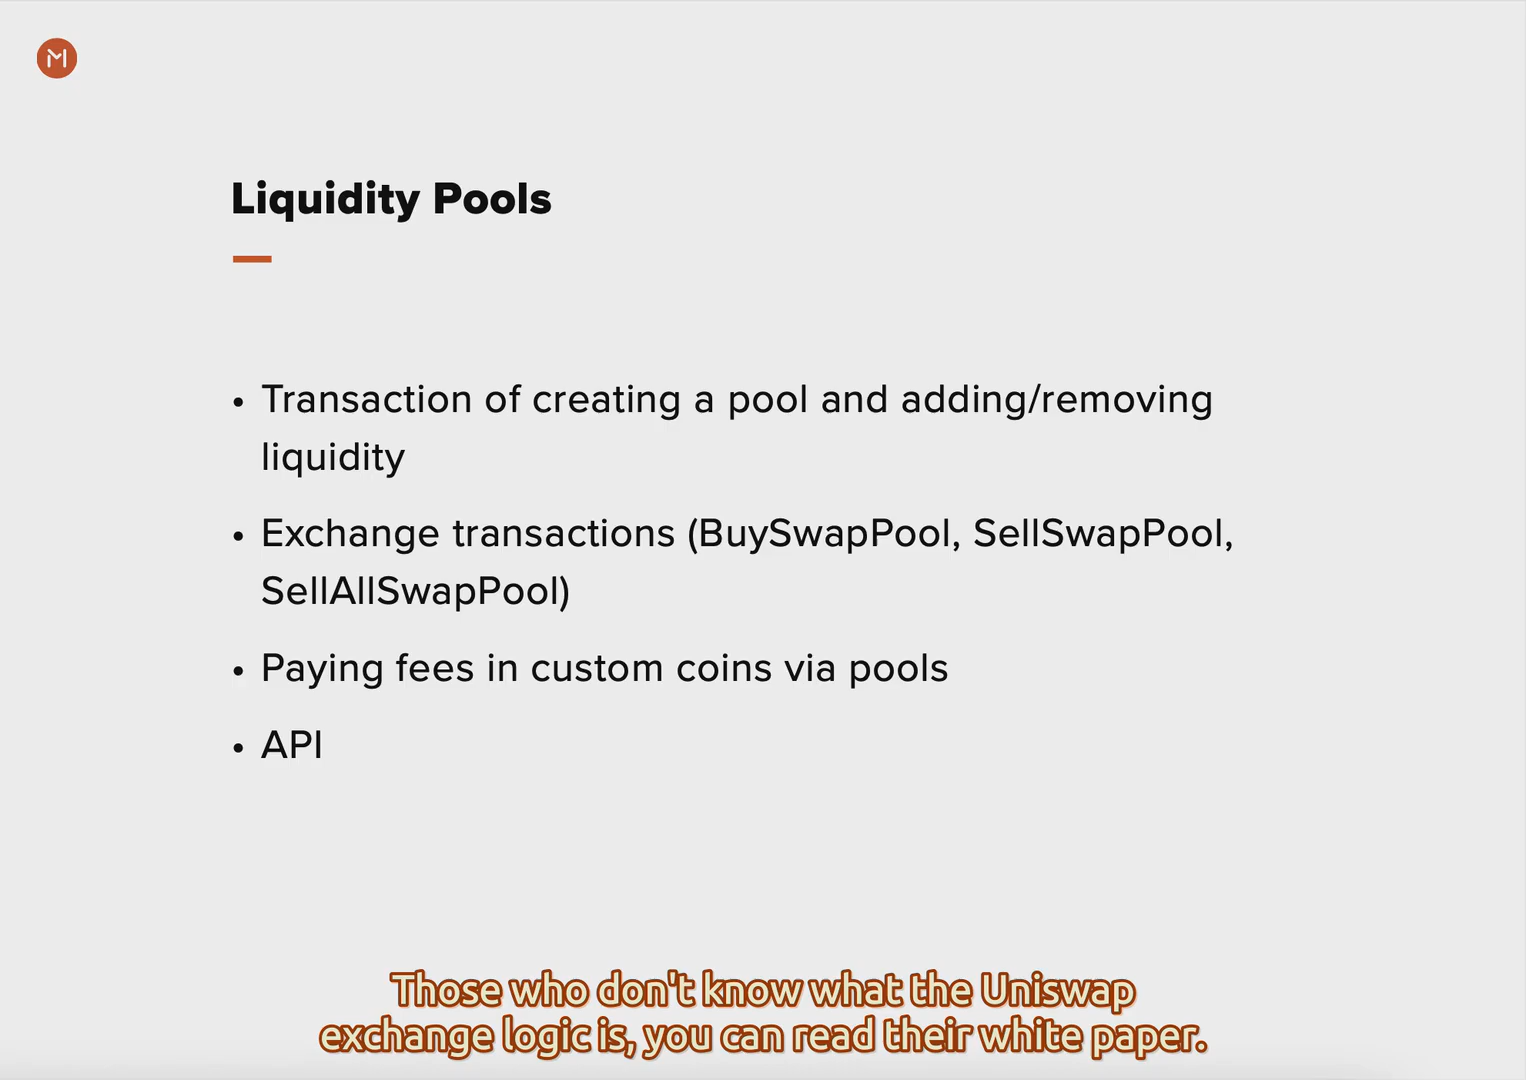 Liquidity Pools
• Transaction of creating a pool and adding/removing
liquidity
• Exchange transactions (BuySwapPool, SellSwapPool,
SellAllSwapPool)
• Paying fees in custom coins via pools
• API
Those who don't know what the Uniswap
exchange logic is, you can read their white paper.